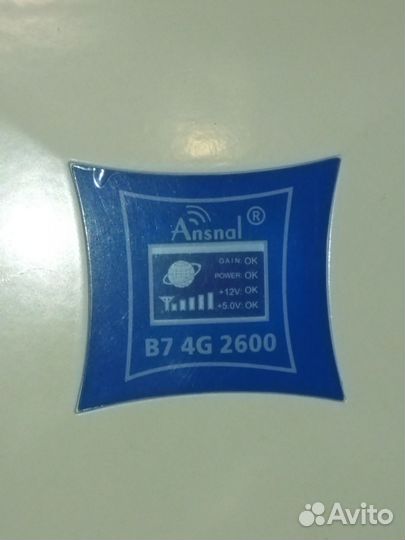 Ansnal ®
GAIN: OK
POWER: OK
+12V: OK
+5.0V: OK
B7 4G 2600
Avito